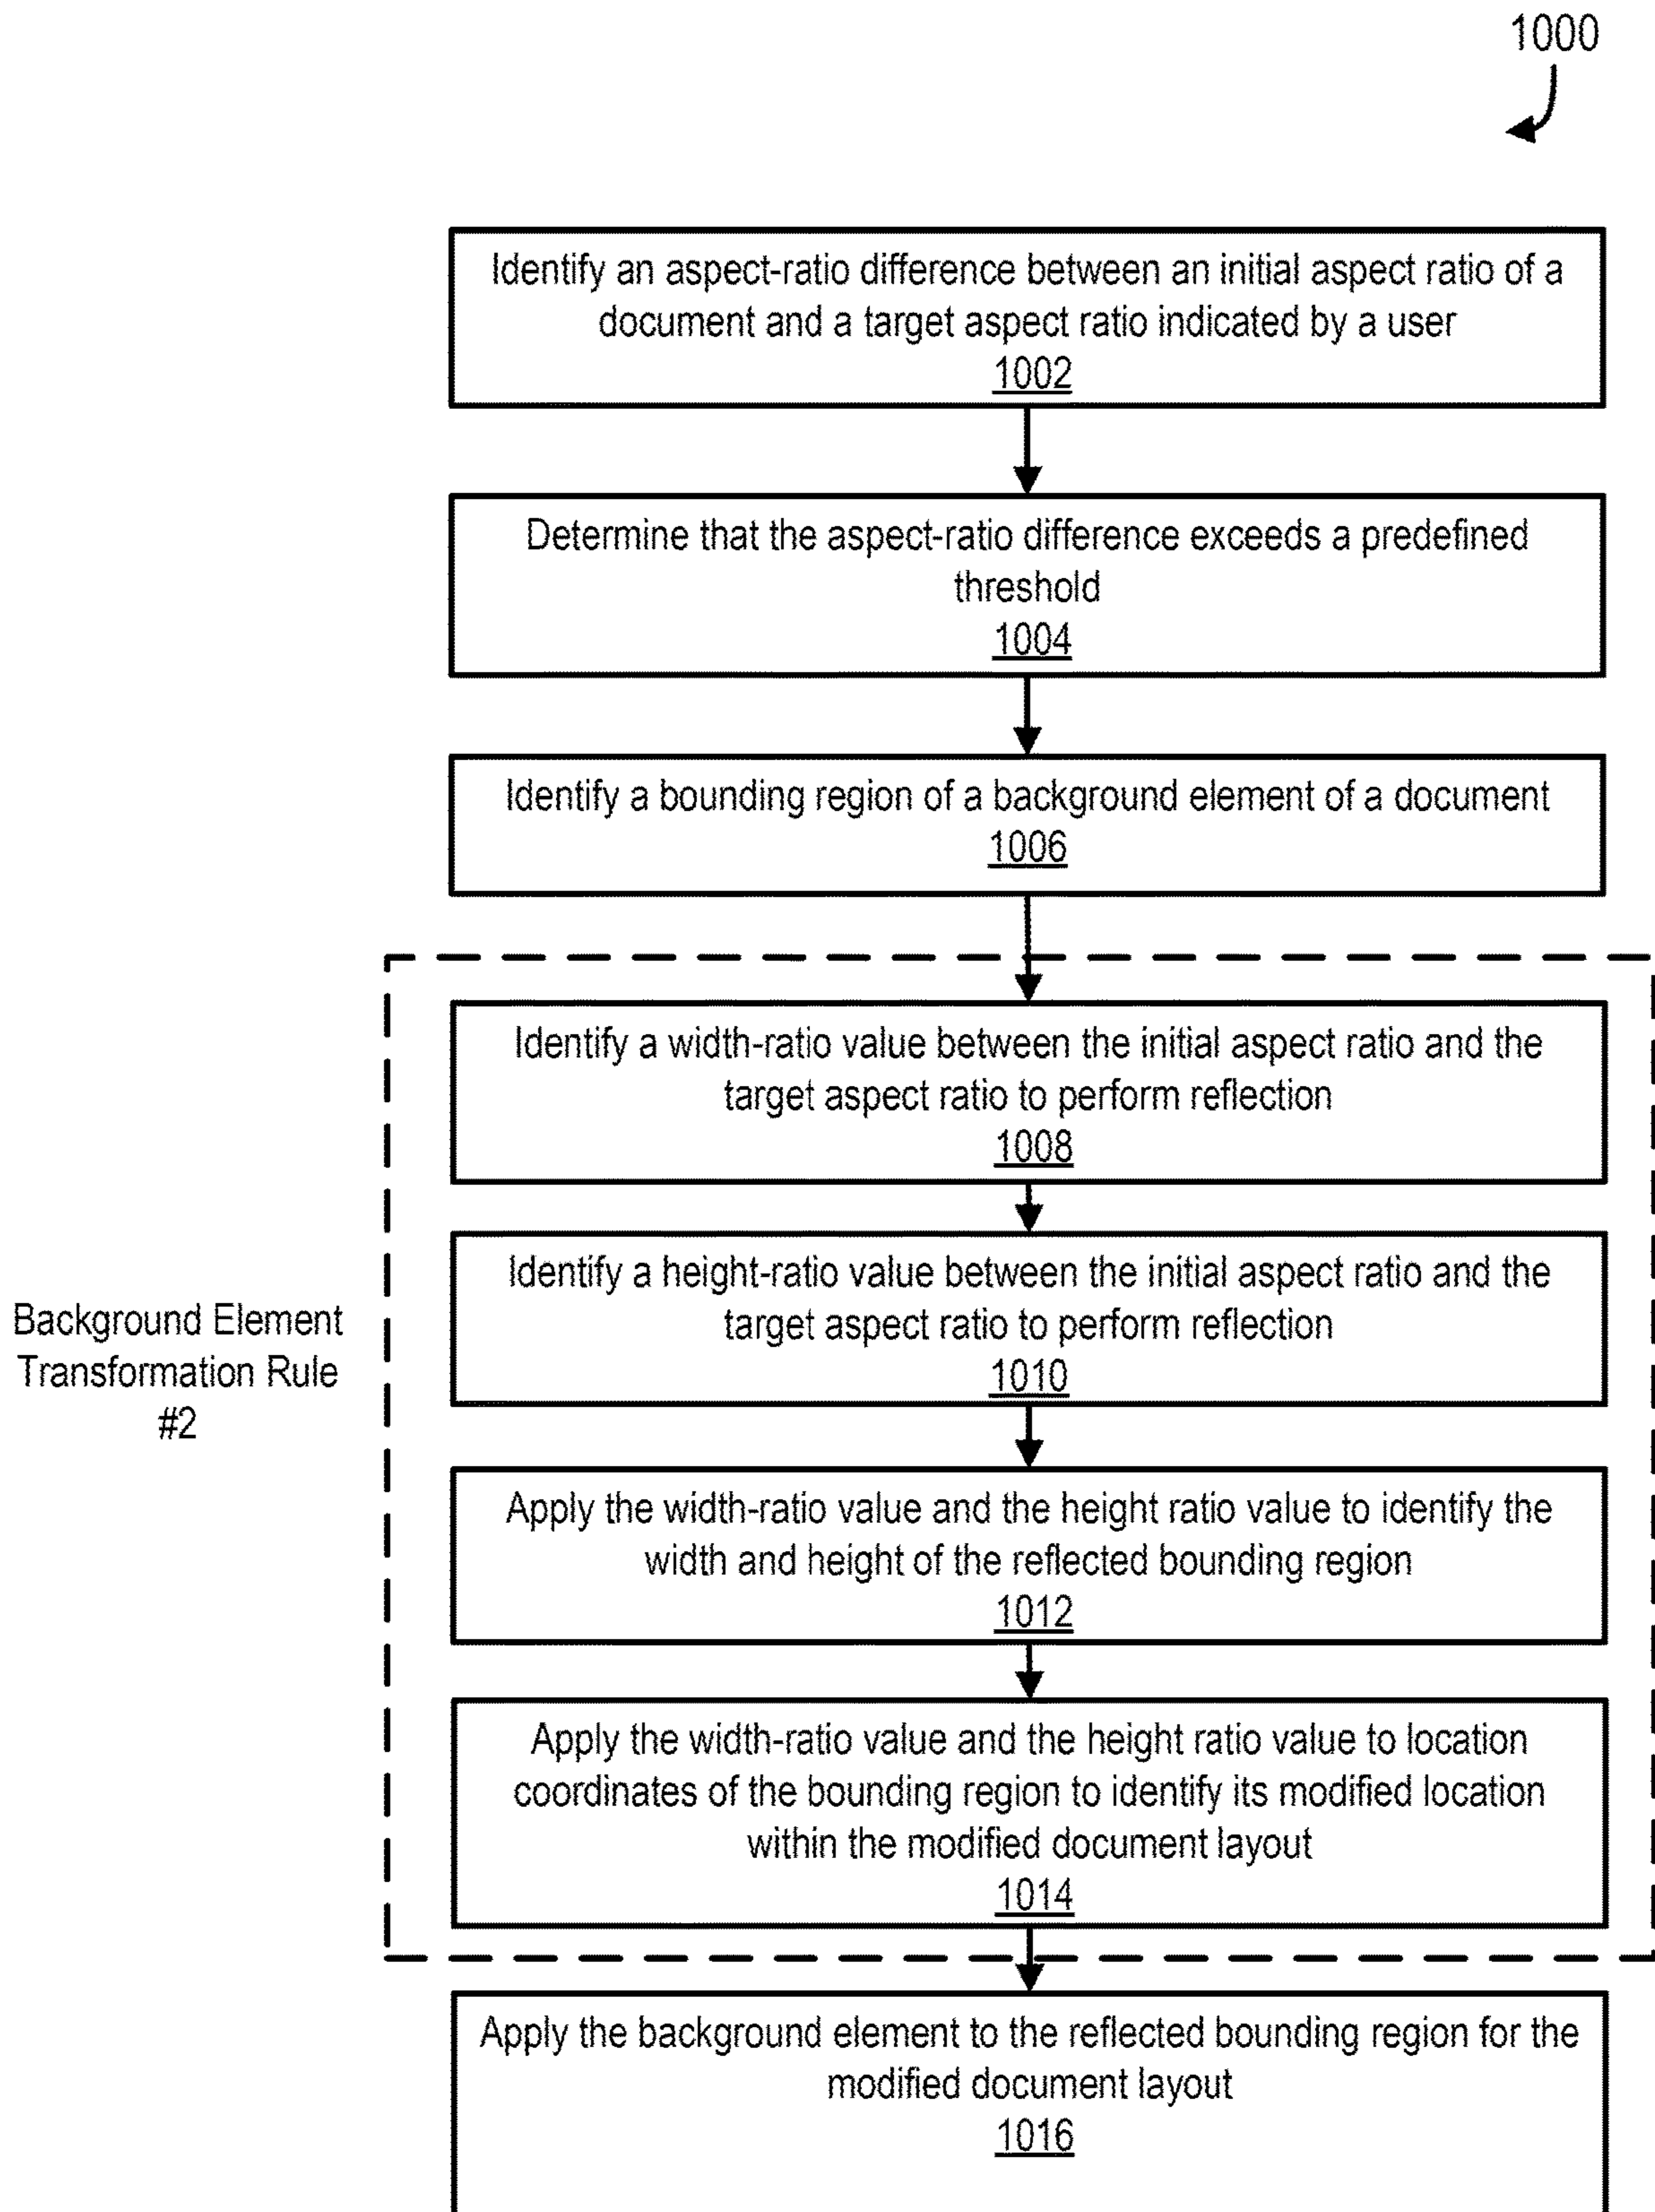 1000
Identify an aspect-ratio difference between an initial aspect ratio of a
document and a target aspect ratio indicated by a user
1002
Determine that the aspect-ratio difference exceeds a predefined
threshold
1004
Identify a bounding region of a background element of a document
1006
Identify a width-ratio value between the initial aspect ratio and the
target aspect ratio to perform reflection
1008
Identify a height-ratio value between the initial aspect ratio and the
target aspect ratio to perform reflection
1010
Background Element
Transformation Rule
#2
Apply the width-ratio value and the height ratio value to identify the
width and height of the reflected bounding region
1012
Apply the width-ratio value and the height ratio value to location
coordinates of the bounding region to identify its modified location
within the modified document layout
1014
Apply the background element to the reflected bounding region for the
modified document layout
1016